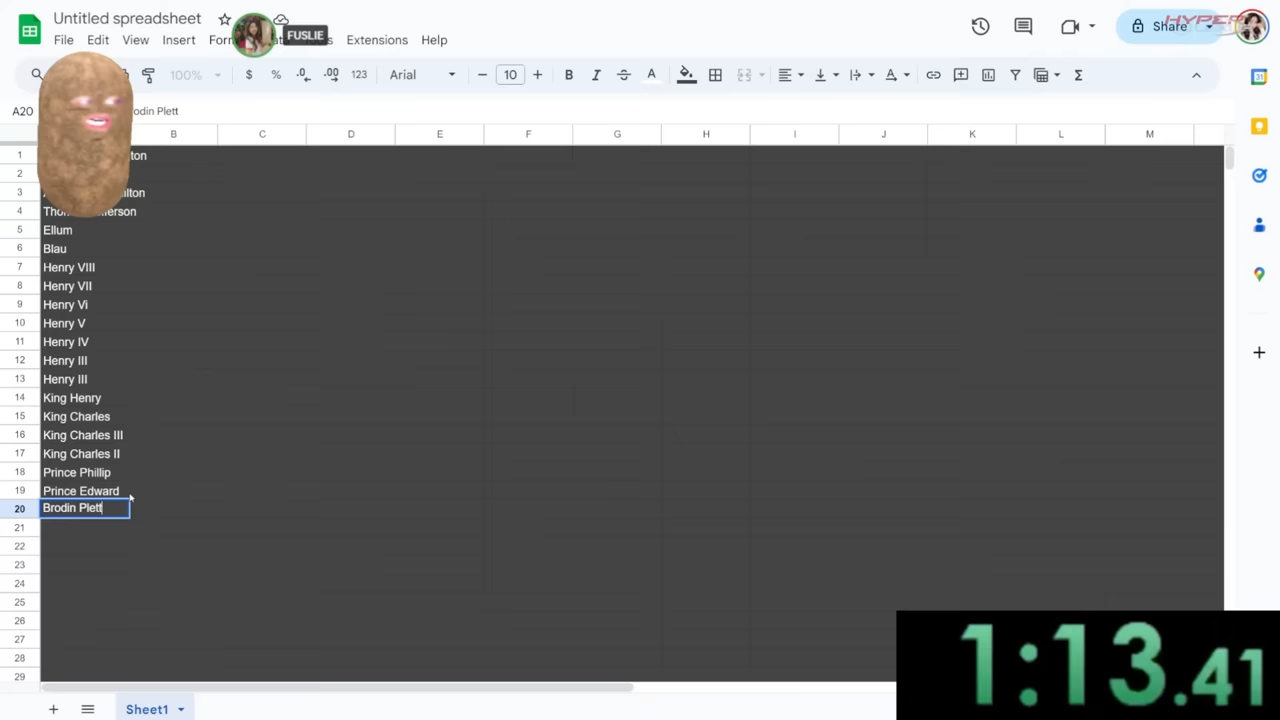 Untitled spreadsheet
FUSLIE
HYPER
File Edit View Insert Extensions Help
Share
100% $ % .0 .00 123 Arial 10 B I A Σ
A20
B C D E F G H I J K L M
1
2
3
4
5 Ellum
6 Blau
7 Henry VIII
8 Henry VII
9 Henry Vi
10 Henry V
11 Henry IV
12 Henry III
13 Henry III
14 King Henry
15 King Charles
16 King Charles III
17 King Charles II
18 Prince Phillip
19 Prince Edward
20 Brodin Plett
21
22
23
24
25
26
27
28
29
1:13.41
Sheet1